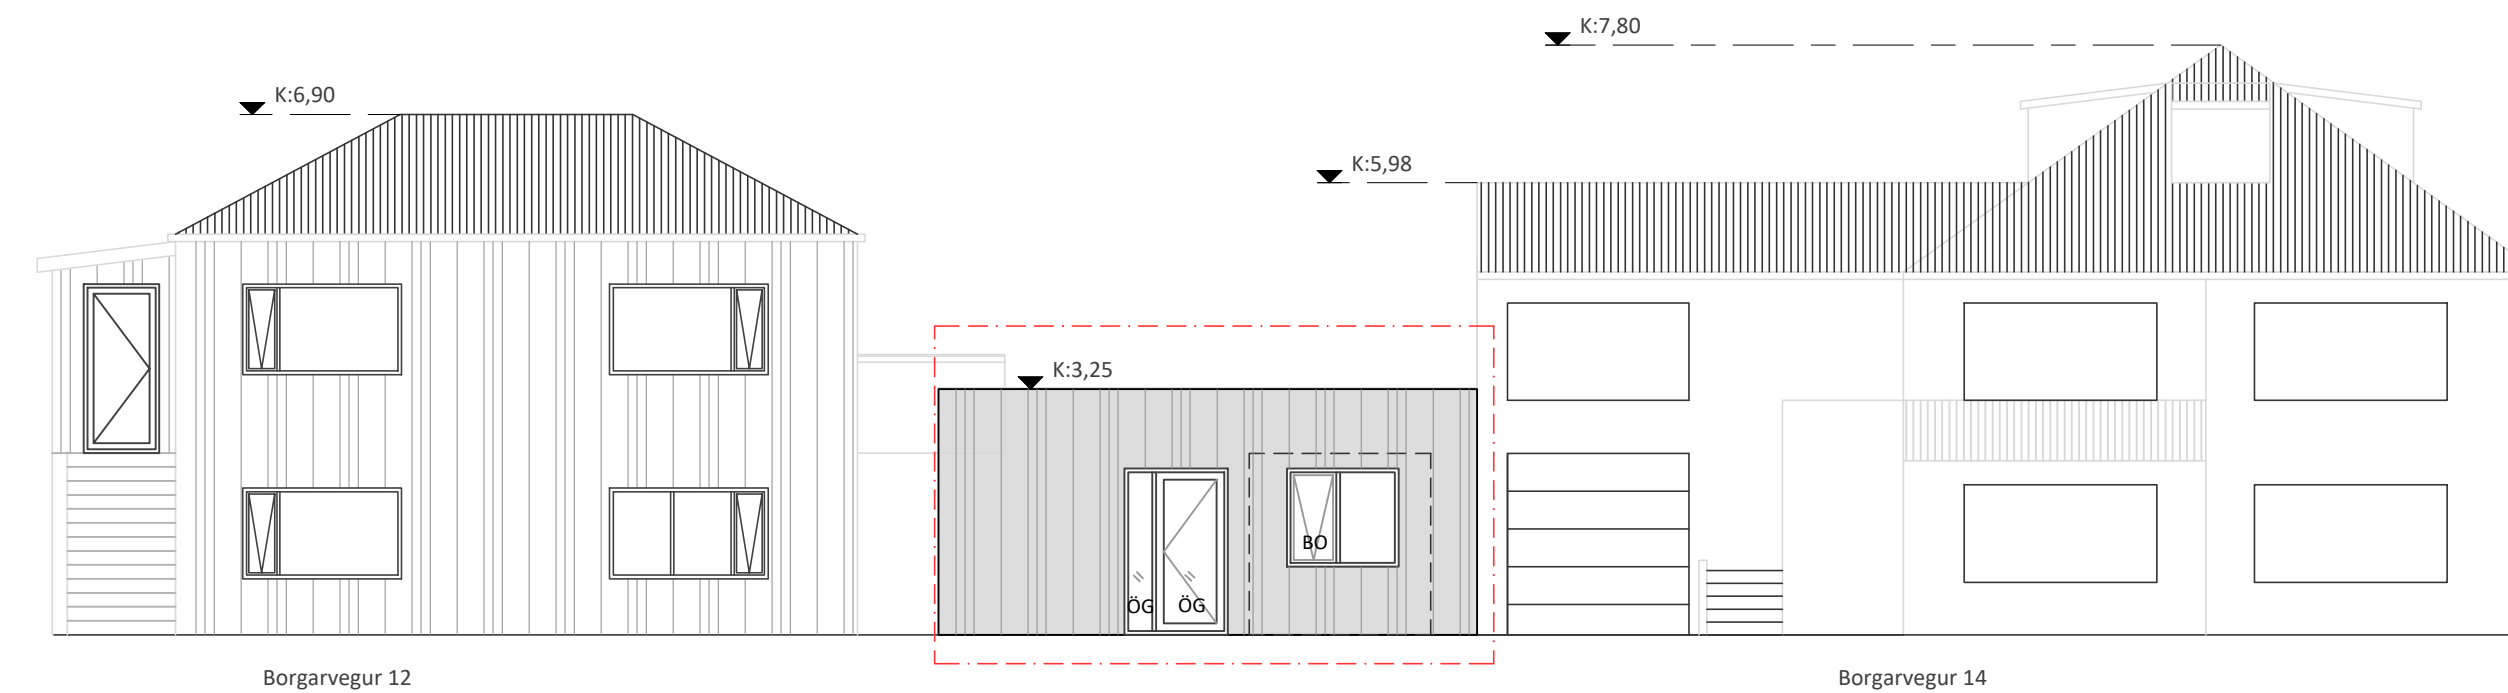 K:7,80
K:6,90
K:5,98
K:3,25
BO
ÖG ÖG
Borgarvegur 12
Borgarvegur 14